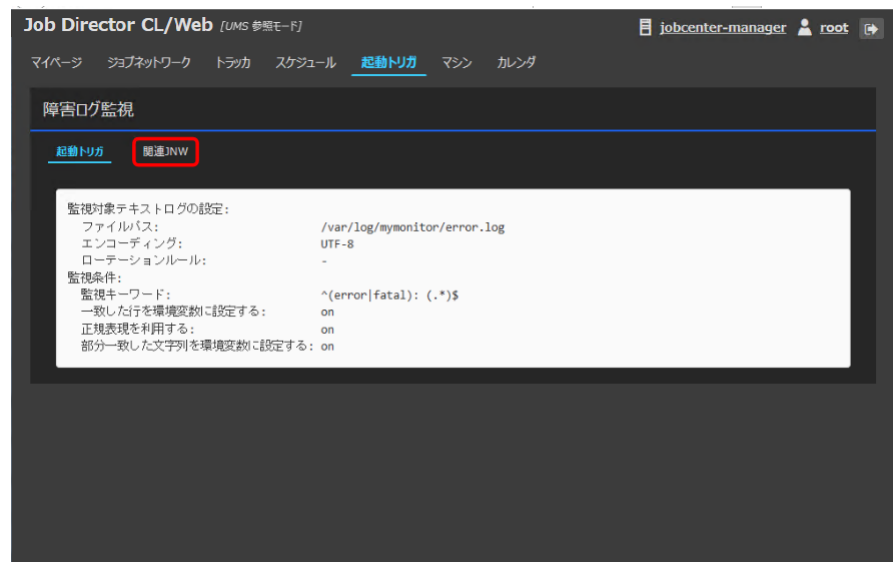 Job Director CL/Web [UMS 参照モード] jobcenter-manager root
マイページ ジョブネットワーク トラッカ スケジュール 起動トリガ マシン カレンダ
障害ログ監視
起動トリガ 関連JNW
監視対象テキストログの設定:
ファイルパス: /var/log/mymonitor/error.log
エンコーディング: UTF-8
ローテーションルール: -
監視条件:
監視キーワード: ^(error|fatal): (.*)$
一致した行を環境変数に設定する: on
正規表現を利用する: on
部分一致した文字列を環境変数に設定する: on